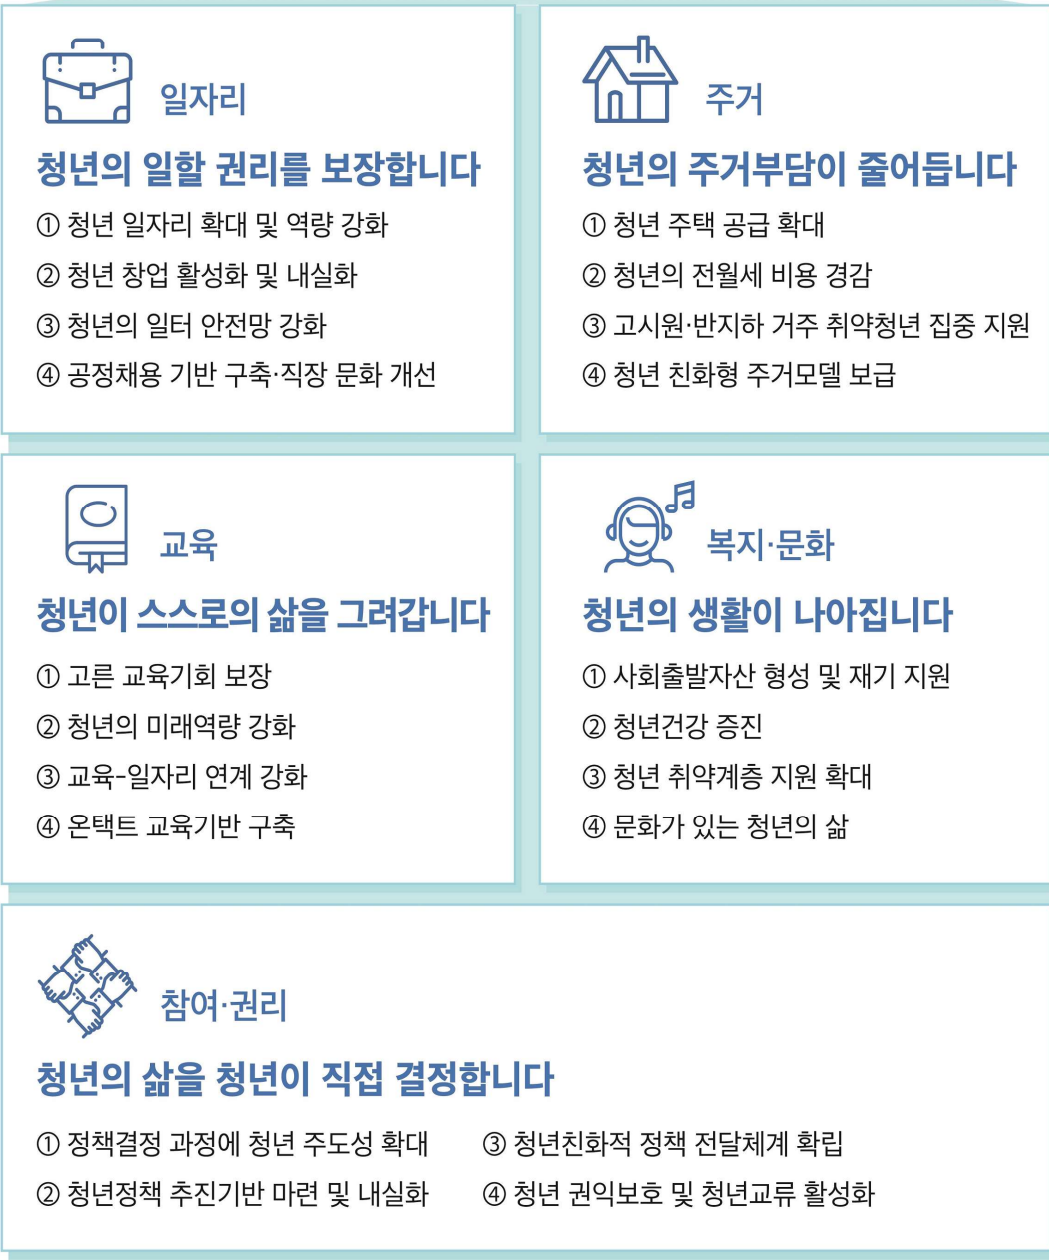 일자리
청년의 일할 권리를 보장합니다
① 청년 일자리 확대 및 역량 강화
② 청년 창업 활성화 및 내실화
③ 청년의 일터 안전망 강화
④ 공정채용 기반 구축·직장 문화 개선
주거
청년의 주거부담이 줄어듭니다
① 청년 주택 공급 확대
② 청년의 전월세 비용 경감
③ 고시원·반지하 거주 취약청년 집중 지원
④ 청년 친화형 주거모델 보급
교육
청년이 스스로의 삶을 그려갑니다
① 고른 교육기회 보장
② 청년의 미래역량 강화
③ 교육-일자리 연계 강화
④ 온택트 교육기반 구축
복지·문화
청년의 생활이 나아집니다
① 사회출발자산 형성 및 재기 지원
② 청년건강 증진
③ 청년 취약계층 지원 확대
④ 문화가 있는 청년의 삶
참여·권리
청년의 삶을 청년이 직접 결정합니다
① 정책결정 과정에 청년 주도성 확대
② 청년정책 추진기반 마련 및 내실화
③ 청년친화적 정책 전달체계 확립
④ 청년 권익보호 및 청년교류 활성화